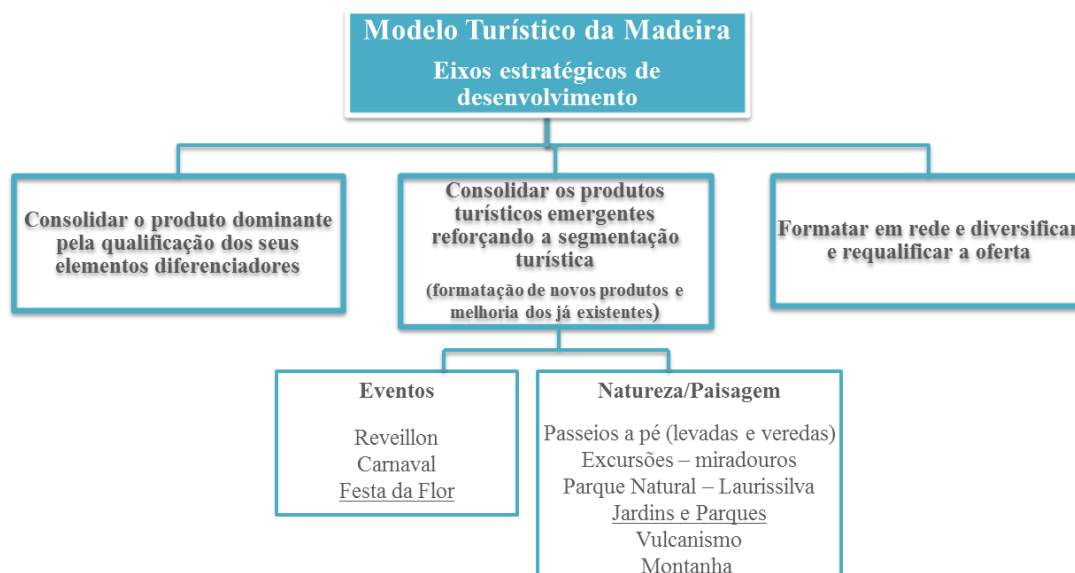 Modelo Turístico da Madeira
Eixos estratégicos de
desenvolvimento
Consolidar o produto dominante
pela qualificação dos seus
elementos diferenciadores
Consolidar os produtos
turísticos emergentes
reforçando a segmentação
turística
(formatação de novos produtos e
melhoria dos já existentes)
Formatar em rede e diversificar
e requalificar a oferta
Eventos
Reveillon
Carnaval
Festa da Flor
Natureza/Paisagem
Passeios a pé (levadas e veredas)
Excursões – miradouros
Parque Natural – Laurissilva
Jardins e Parques
Vulcanismo
Montanha